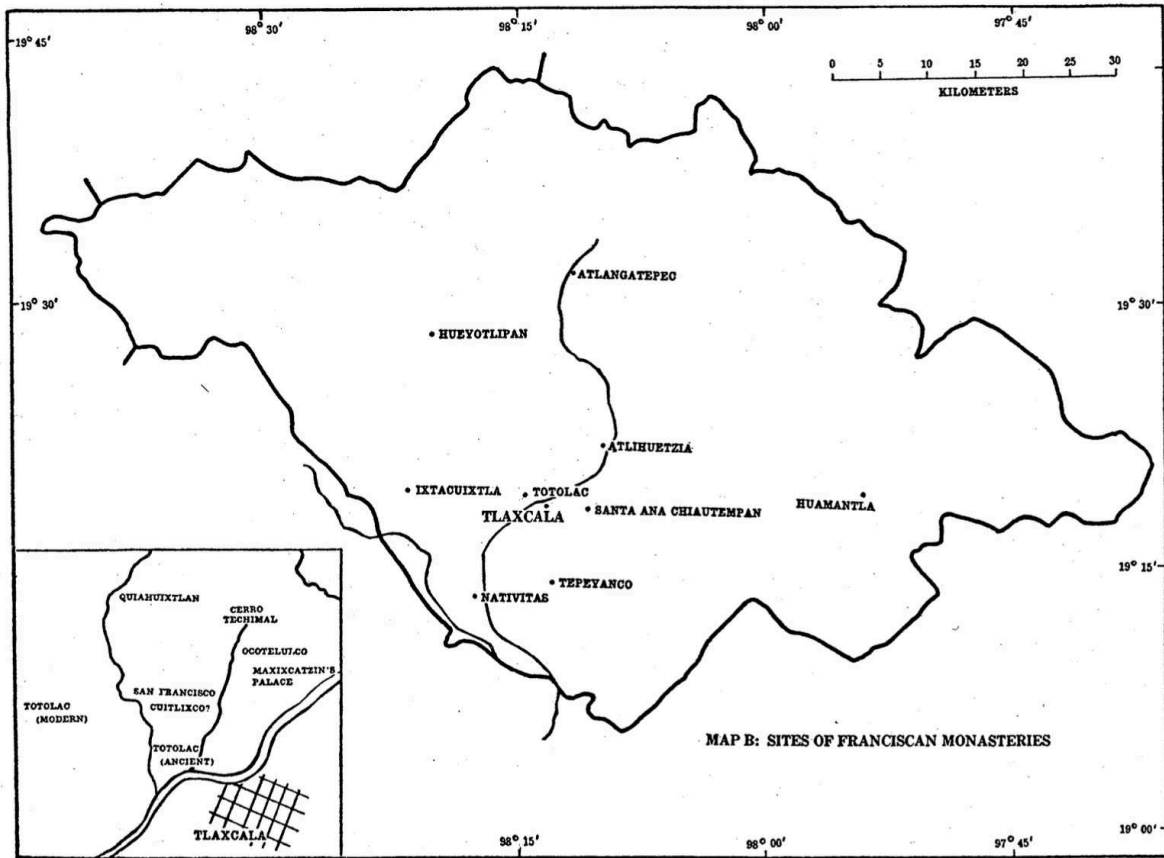 98° 30'
98° 15'
98° 00'
97° 45'
19° 45'
0 5 10 15 20 25 30
KILOMETERS
ATLANGATEPEC
19° 30'
19° 30'
HUEYOTLIPAN
ATLIHUETZIÁ
IXTACUIXTLA
TOTOLAC
HUAMANTLA
TLAXCALA
SANTA ANA CHIAUTEMPAN
19° 15'
TEPEYANCO
NATIVITAS
QUIAHUIXTLAN
CERRO
TECHIMAL
OCOTELULCO
MAXIXCATZIN'S
PALACE
SAN FRANCISCO
CUITLIXCO?
TOTOLAC
(MODERN)
TOTOLAC
(ANCIENT)
TLAXCALA
MAP B: SITES OF FRANCISCAN MONASTERIES
19° 00'
98° 15'
98° 00'
97° 45'